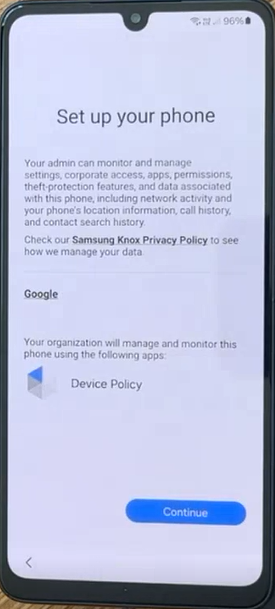 96%
Set up your phone
Your admin can monitor and manage
settings, corporate access, apps, permissions,
theft-protection features, and data associated
with this phone, including network activity and
your phone's location information, call history,
and contact search history.
Check our Samsung Knox Privacy Policy to see
how we manage your data
Google
Your organization will manage and monitor this
phone using the following apps:
Device Policy
Continue